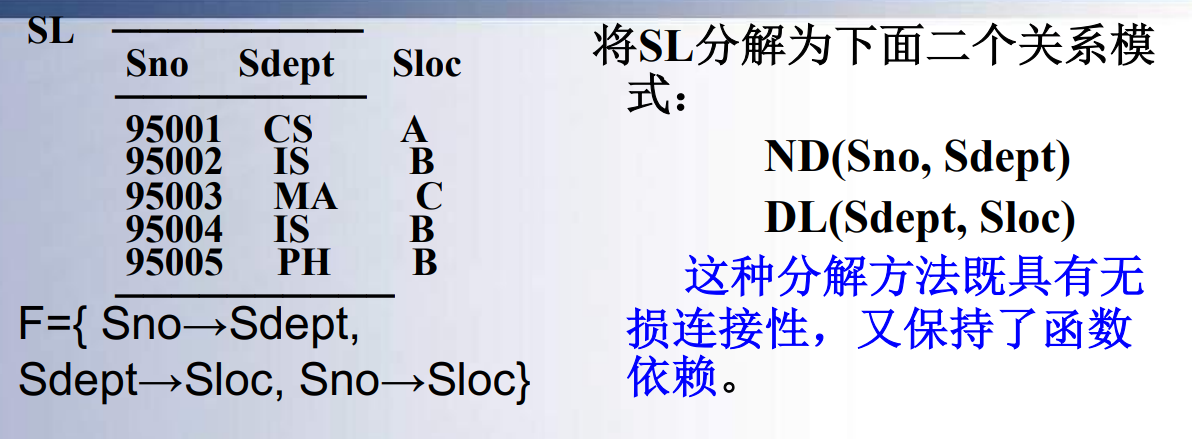 SL
Sno Sdept Sloc
95001 CS A
95002 IS B
95003 MA C
95004 IS B
95005 PH B
F={ Sno→Sdept,
Sdept→Sloc, Sno→Sloc}
将SL分解为下面二个关系模
式：
ND(Sno, Sdept)
DL(Sdept, Sloc)
这种分解方法既具有无
损连接性，又保持了函数
依赖。